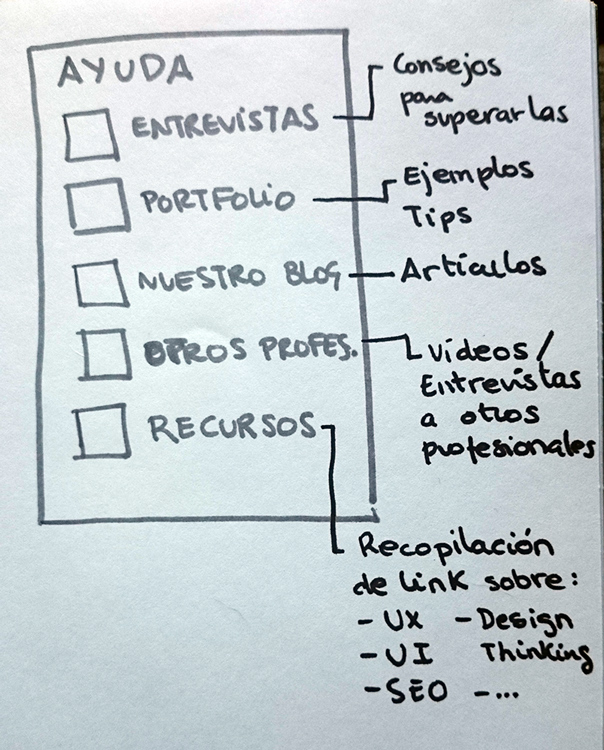 AYUDA
ENTREVISTAS
PORTFOLIO
NUESTRO BLOG
OTROS PROFES.
RECURSOS
Consejos
para
superarlas
Ejemplos
Tips
Artículos
Vídeos/
Entrevistas
a otros
profesionales
Recopilación
de link sobre:
- UX - Design
- UI Thinking
- SEO - ...